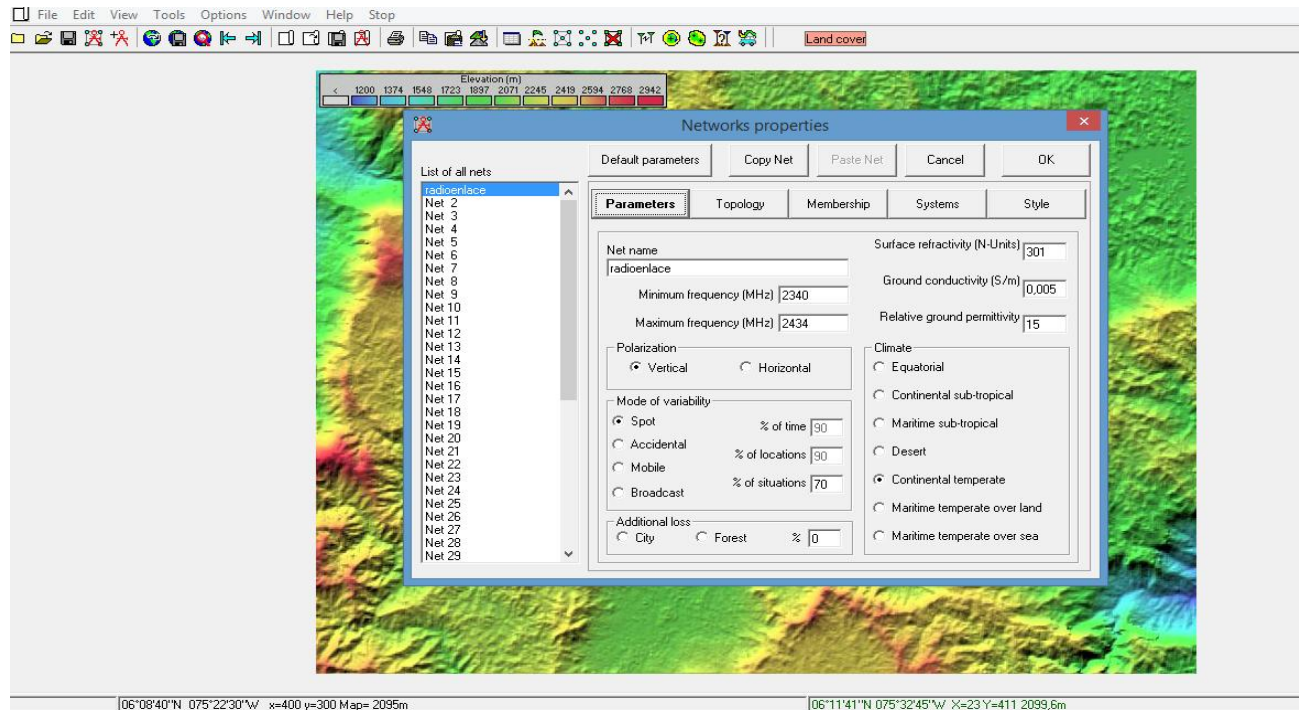 File Edit View Tools Options Window Help Stop
Land cover
Elevation (m)
< 1200 1374 1548 1723 1897 2071 2245 2419 2594 2768 2942
Networks properties
List of all nets
radioenlace
Net 2
Net 3
Net 4
Net 5
Net 6
Net 7
Net 8
Net 9
Net 10
Net 11
Net 12
Net 13
Net 14
Net 15
Net 16
Net 17
Net 18
Net 19
Net 20
Net 21
Net 22
Net 23
Net 24
Net 25
Net 26
Net 27
Net 28
Net 29
Default parameters Copy Net Paste Net Cancel OK
Parameters Topology Membership Systems Style
Net name
radioenlace
Minimum frequency (MHz) 2340
Maximum frequency (MHz) 2434
Surface refractivity (N-Units) 301
Ground conductivity (S/m) 0,005
Relative ground permittivity 15
Polarization
Vertical Horizontal
Mode of variability
Spot
Accidental
Mobile
Broadcast
% of time 90
% of locations 90
% of situations 70
Additional loss
City Forest % 0
Climate
Equatorial
Continental sub-tropical
Maritime sub-tropical
Desert
Continental temperate
Maritime temperate over land
Maritime temperate over sea
06°08'40''N 075°22'30''W x=400 y=300 Map= 2095m
06°11'41''N 075°32'45''W X=23 Y=411 2099,6m